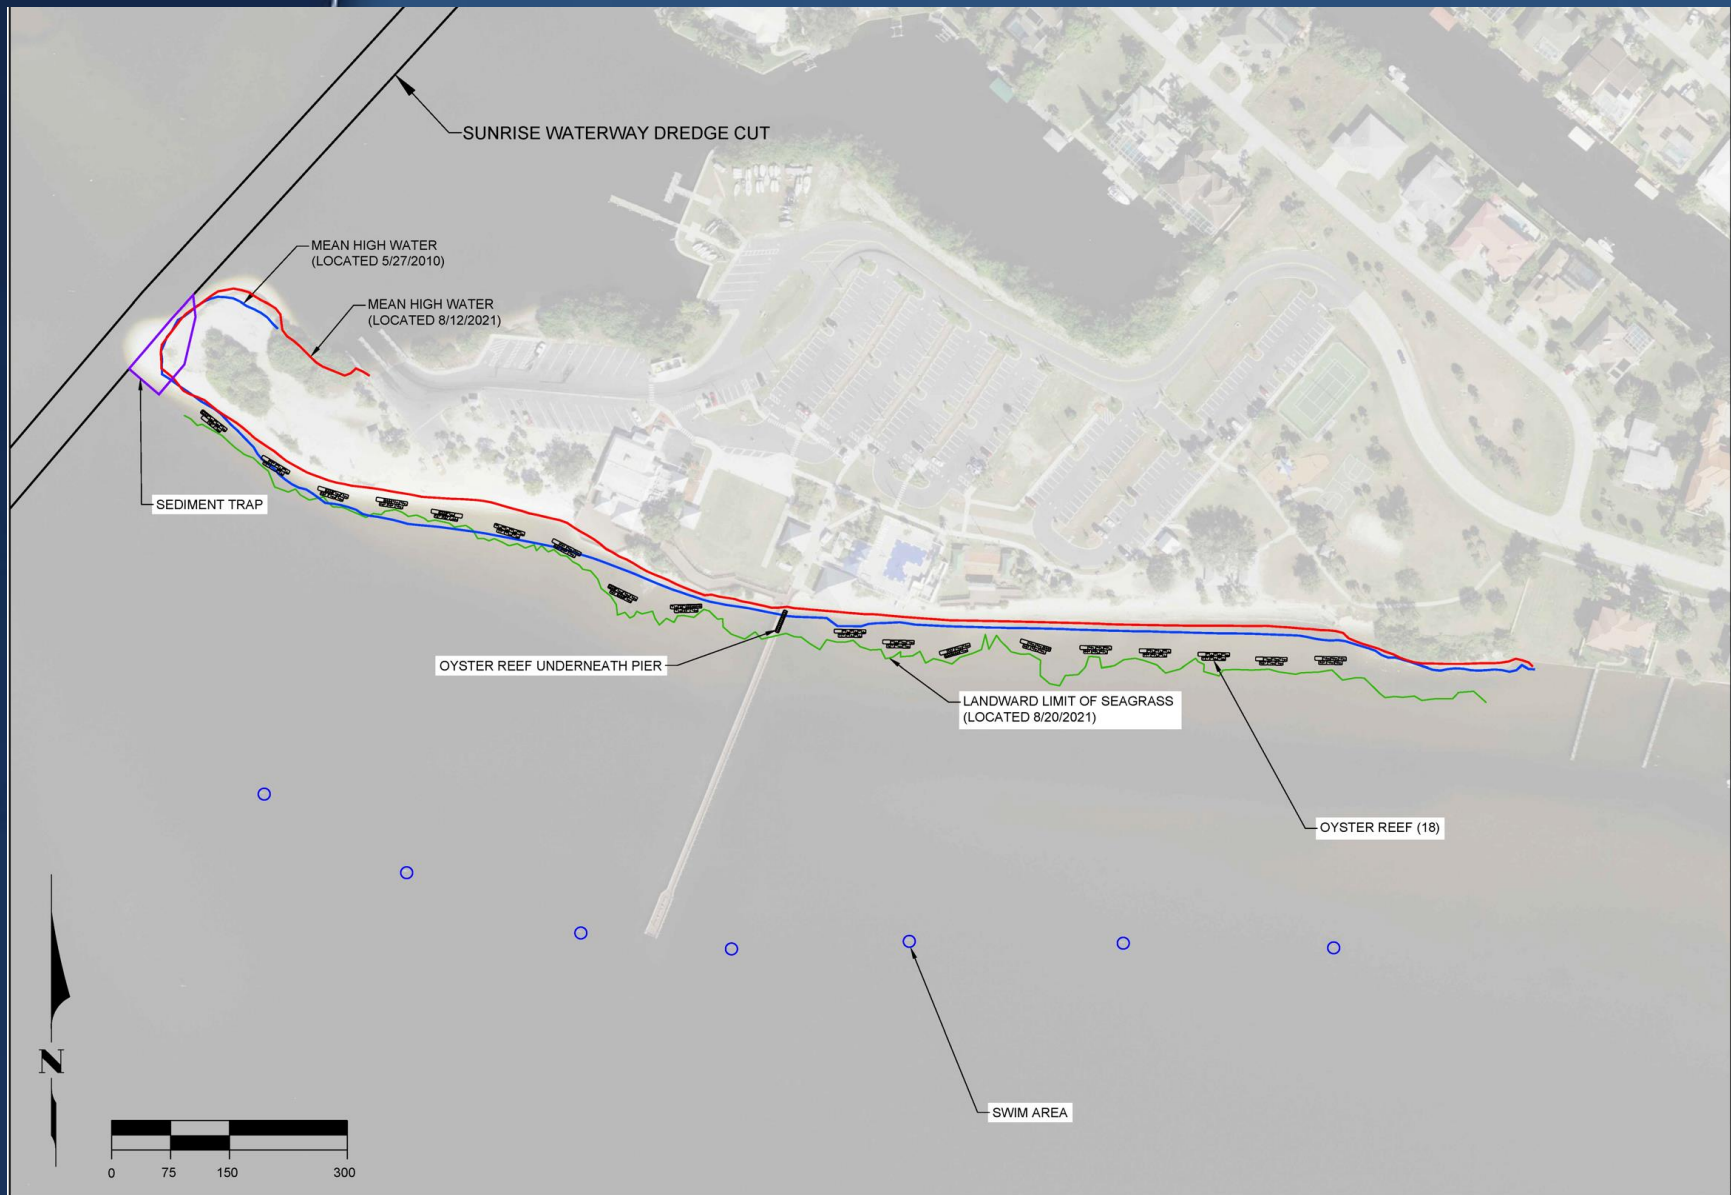 SUNRISE WATERWAY DREDGE CUT
MEAN HIGH WATER
(LOCATED 5/27/2010)
MEAN HIGH WATER
(LOCATED 8/12/2021)
SEDIMENT TRAP
OYSTER REEF UNDERNEATH PIER
LANDWARD LIMIT OF SEAGRASS
(LOCATED 8/20/2021)
OYSTER REEF (18)
SWIM AREA
N
0 75 150 300